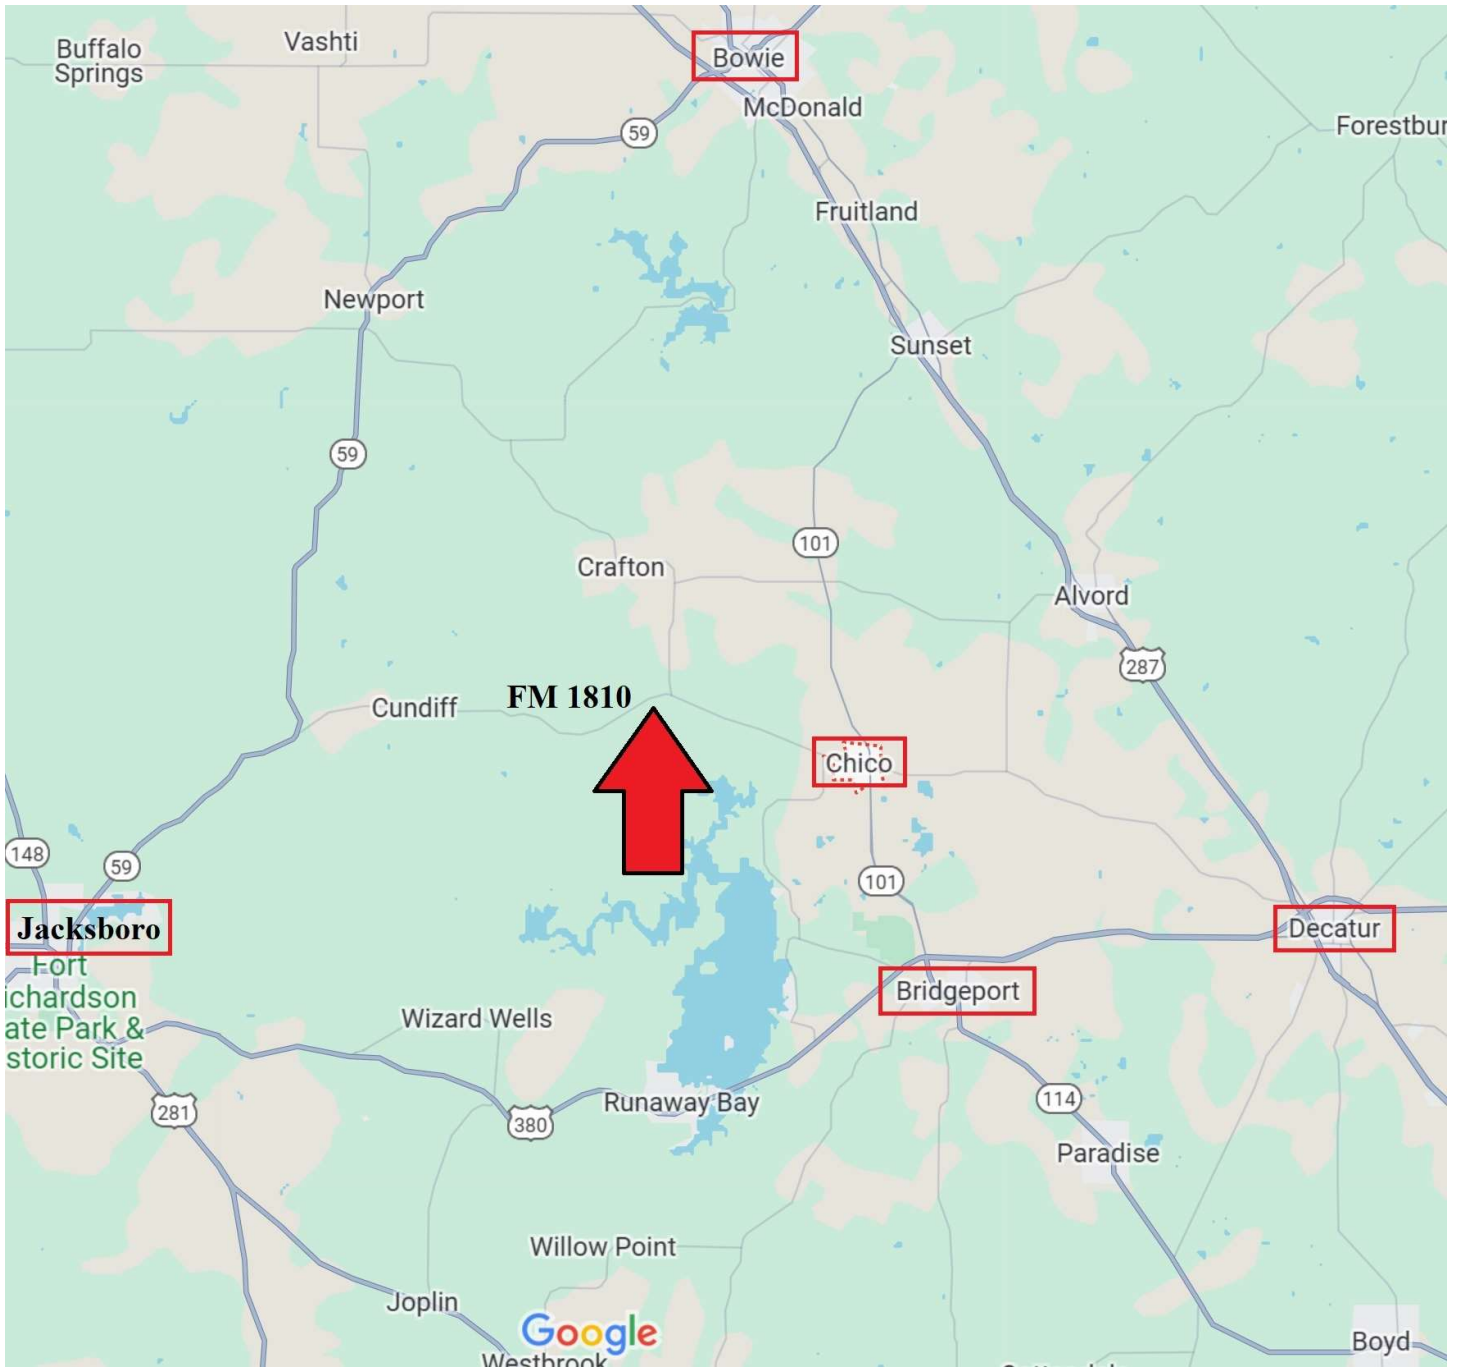 Buffalo
Springs
Vashti
Bowie
McDonald
59
Forestbur
Fruitland
Newport
Sunset
59
101
Crafton
Alvord
287
FM 1810
Cundiff
Chico
148
59
101
Jacksboro
Decatur
Fort
ichardson
ate Park &
storic Site
Bridgeport
Wizard Wells
281
380
Runaway Bay
114
Paradise
Willow Point
Joplin
Google
Boyd
Westbrook